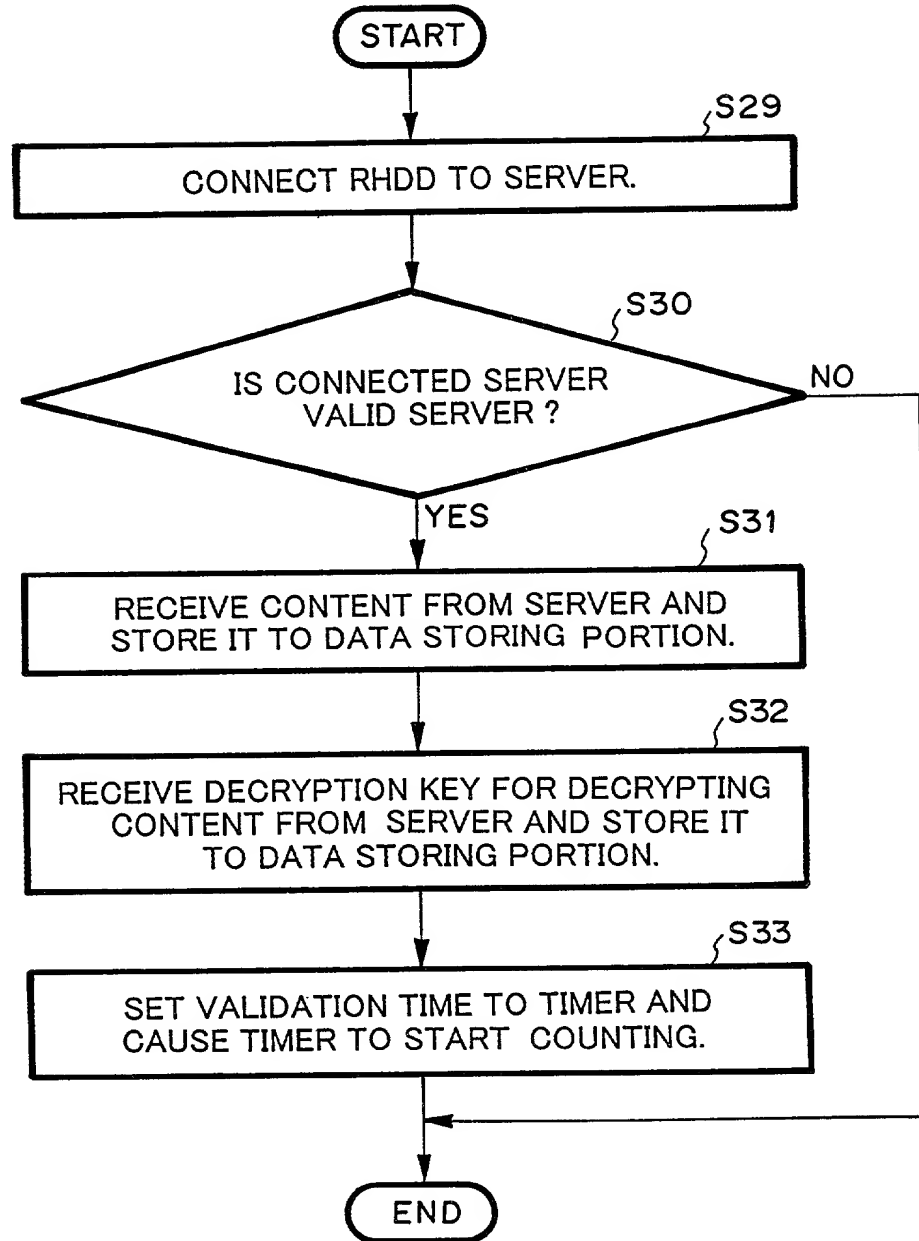 START
S29
CONNECT RHDD TO SERVER.
S30
IS CONNECTED SERVER
VALID SERVER ?
NO
YES
S31
RECEIVE CONTENT FROM SERVER AND
STORE IT TO DATA STORING PORTION.
S32
RECEIVE DECRYPTION KEY FOR DECRYPTING
CONTENT FROM SERVER AND STORE IT
TO DATA STORING PORTION.
S33
SET VALIDATION TIME TO TIMER AND
CAUSE TIMER TO START COUNTING.
END